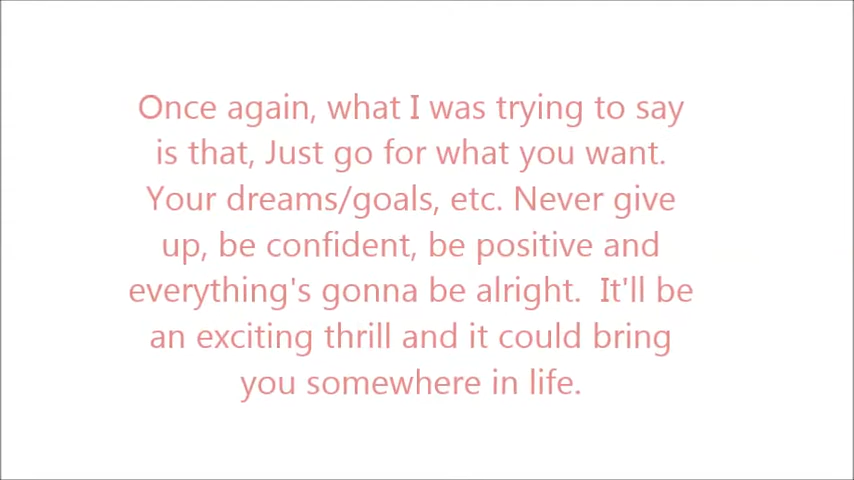 Once again, what I was trying to say
is that, Just go for what you want.
Your dreams/goals, etc. Never give
up, be confident, be positive and
everything's gonna be alright.  It'll be
an exciting thrill and it could bring
you somewhere in life.